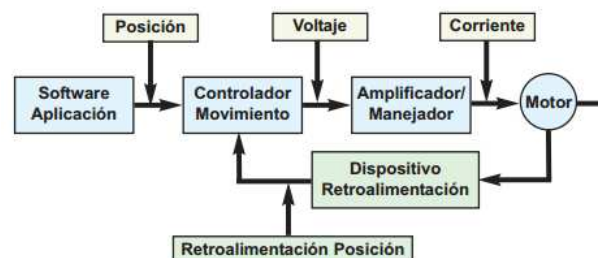 Posición
Voltaje
Corriente
Software
Aplicación
Controlador
Movimiento
Amplificador/
Manejador
Motor
Dispositivo
Retroalimentación
Retroalimentación Posición